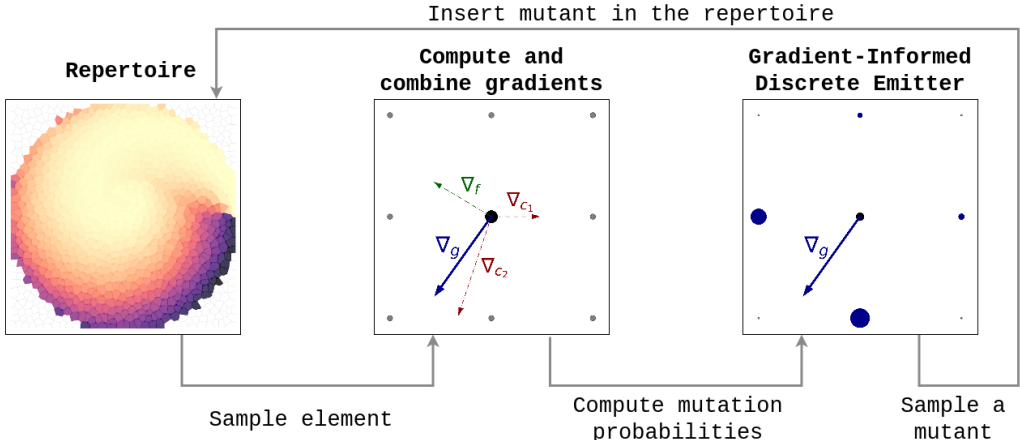 Insert mutant in the repertoire
Repertoire
Compute and
combine gradients
Gradient-Informed
Discrete Emitter
∇f
∇c₁
∇g
∇c₂
∇g
Sample element
Compute mutation
probabilities
Sample a
mutant